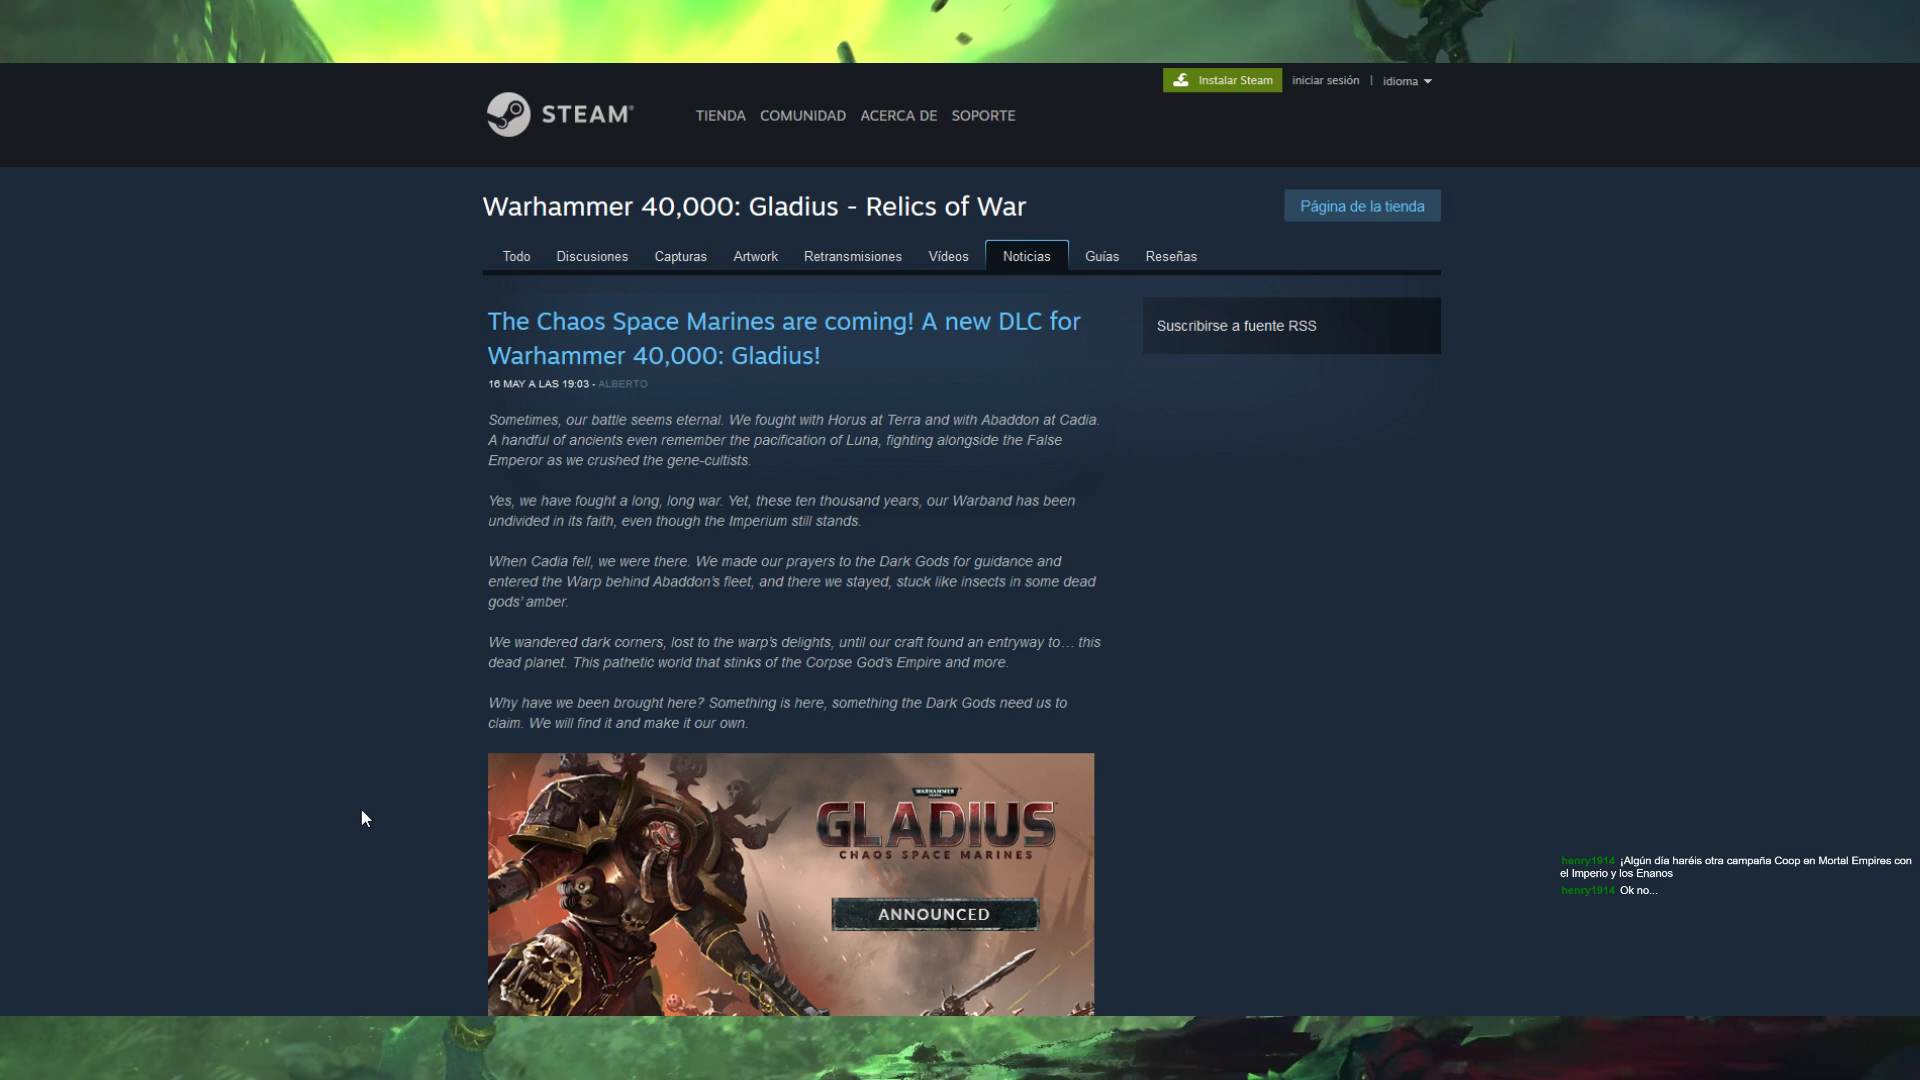 Instalar Steam iniciar sesión | idioma
STEAM®
TIENDA COMUNIDAD ACERCA DE SOPORTE
Warhammer 40,000: Gladius - Relics of War
Página de la tienda
Todo Discusiones Capturas Artwork Retransmisiones Vídeos Noticias Guías Reseñas
The Chaos Space Marines are coming! A new DLC for
Warhammer 40,000: Gladius!
16 MAY A LAS 19:03 - ALBERTO
Suscribirse a fuente RSS
Sometimes, our battle seems eternal. We fought with Horus at Terra and with Abaddon at Cadia.
A handful of ancients even remember the pacification of Luna, fighting alongside the False
Emperor as we crushed the gene-cultists.
Yes, we have fought a long, long war. Yet, these ten thousand years, our Warband has been
undivided in its faith, even though the Imperium still stands.
When Cadia fell, we were there. We made our prayers to the Dark Gods for guidance and
entered the Warp behind Abaddon's fleet, and there we stayed, stuck like insects in some dead
gods' amber.
We wandered dark corners, lost to the warp's delights, until our craft found an entryway to… this
dead planet. This pathetic world that stinks of the Corpse God's Empire and more.
Why have we been brought here? Something is here, something the Dark Gods need us to
claim. We will find it and make it our own.
WARHAMMER
GLADIUS
CHAOS SPACE MARINES
ANNOUNCED
henry1914 ¡Algún día haréis otra campaña Coop en Mortal Empires con
el Imperio y los Enanos
henry1914 Ok no...